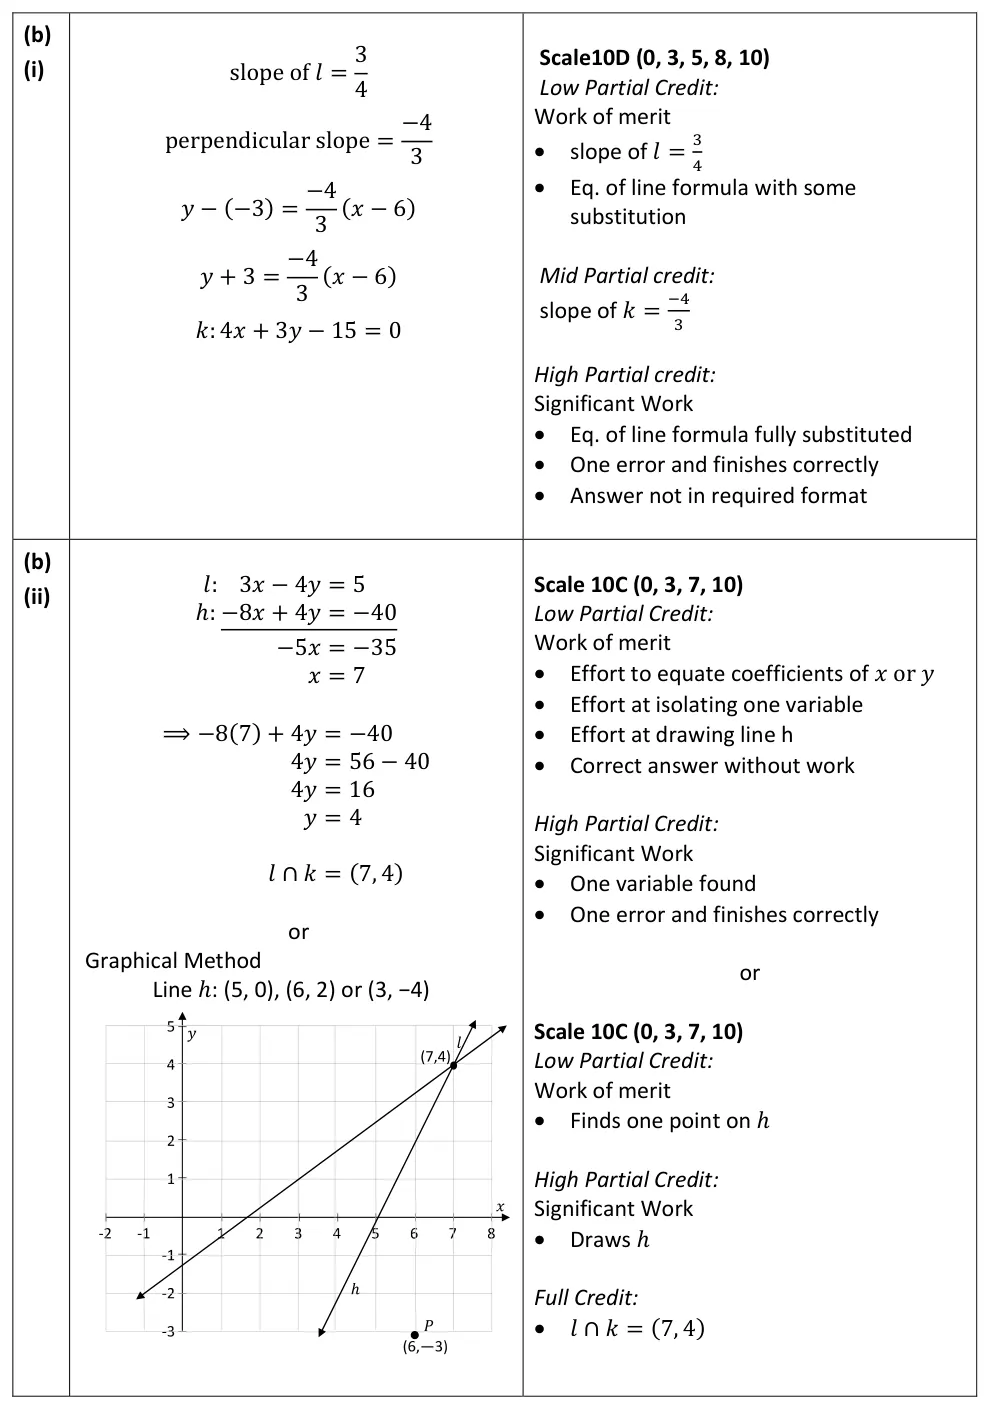 (b)
(i)
slope of l = 3/4
perpendicular slope = −4/3
y − (−3) = −4/3 (x − 6)
y + 3 = −4/3 (x − 6)
k: 4x + 3y − 15 = 0
Scale10D (0, 3, 5, 8, 10)
Low Partial Credit:
Work of merit
• slope of l = 3/4
• Eq. of line formula with some
substitution
Mid Partial credit:
slope of k = −4/3
High Partial credit:
Significant Work
• Eq. of line formula fully substituted
• One error and finishes correctly
• Answer not in required format
(b)
(ii)
l: 3x − 4y = 5
h: −8x + 4y = −40
−5x = −35
x = 7
⟹ −8(7) + 4y = −40
4y = 56 − 40
4y = 16
y = 4
l ∩ k = (7, 4)
or
Graphical Method
Line h: (5, 0), (6, 2) or (3, −4)
5
y
l
(7,4)
4
3
2
1
x
-2 -1 1 2 3 4 5 6 7 8
-1
-2
h
-3
P
(6,−3)
Scale 10C (0, 3, 7, 10)
Low Partial Credit:
Work of merit
• Effort to equate coefficients of x or y
• Effort at isolating one variable
• Effort at drawing line h
• Correct answer without work
High Partial Credit:
Significant Work
• One variable found
• One error and finishes correctly
or
Scale 10C (0, 3, 7, 10)
Low Partial Credit:
Work of merit
• Finds one point on h
High Partial Credit:
Significant Work
• Draws h
Full Credit:
• l ∩ k = (7, 4)